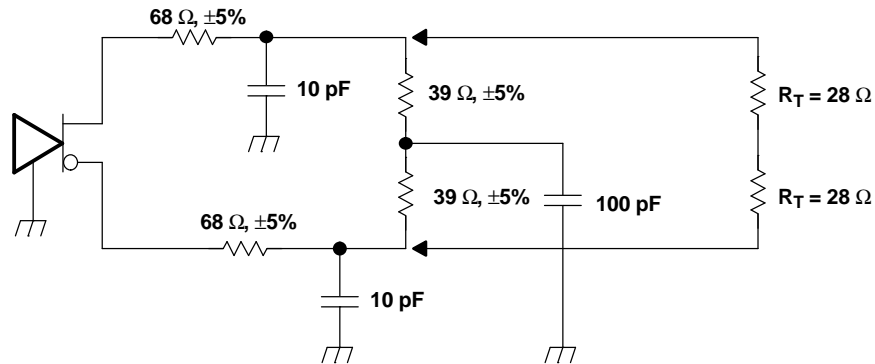 68 Ω, ±5%
10 pF
39 Ω, ±5%
R_T = 28 Ω
39 Ω, ±5%
100 pF
R_T = 28 Ω
68 Ω, ±5%
10 pF